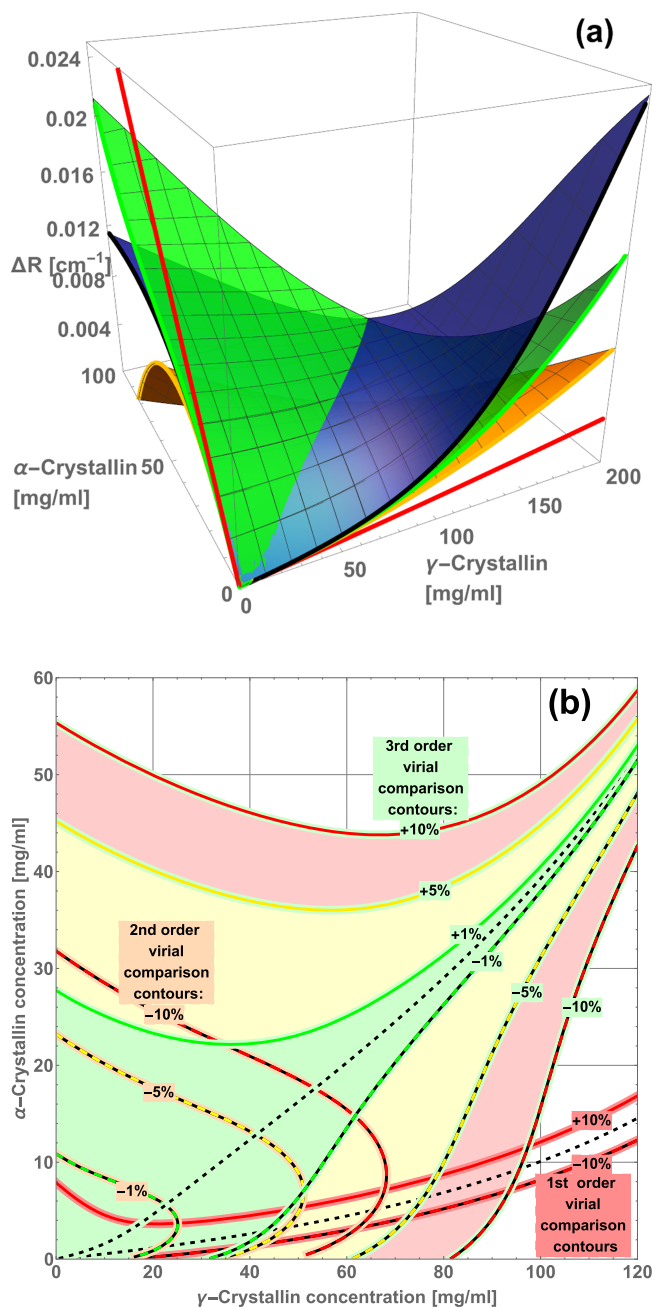 (a)
0.024
0.02
0.016
0.012
ΔR [cm⁻¹]
0.008
0.004
100
α−Crystallin 50
[mg/ml]
0
0
50
100
150
200
γ−Crystallin
[mg/ml]
(b)
60
50
40
30
20
10
0
α−Crystallin concentration [mg/ml]
3rd order
virial
comparison
contours:
+10%
+5%
+1%
−1%
−5%
−10%
2nd order
virial
comparison
contours:
−10%
−5%
−1%
+10%
−10%
1st order
virial
comparison
contours
0
20
40
60
80
100
120
γ−Crystallin concentration [mg/ml]